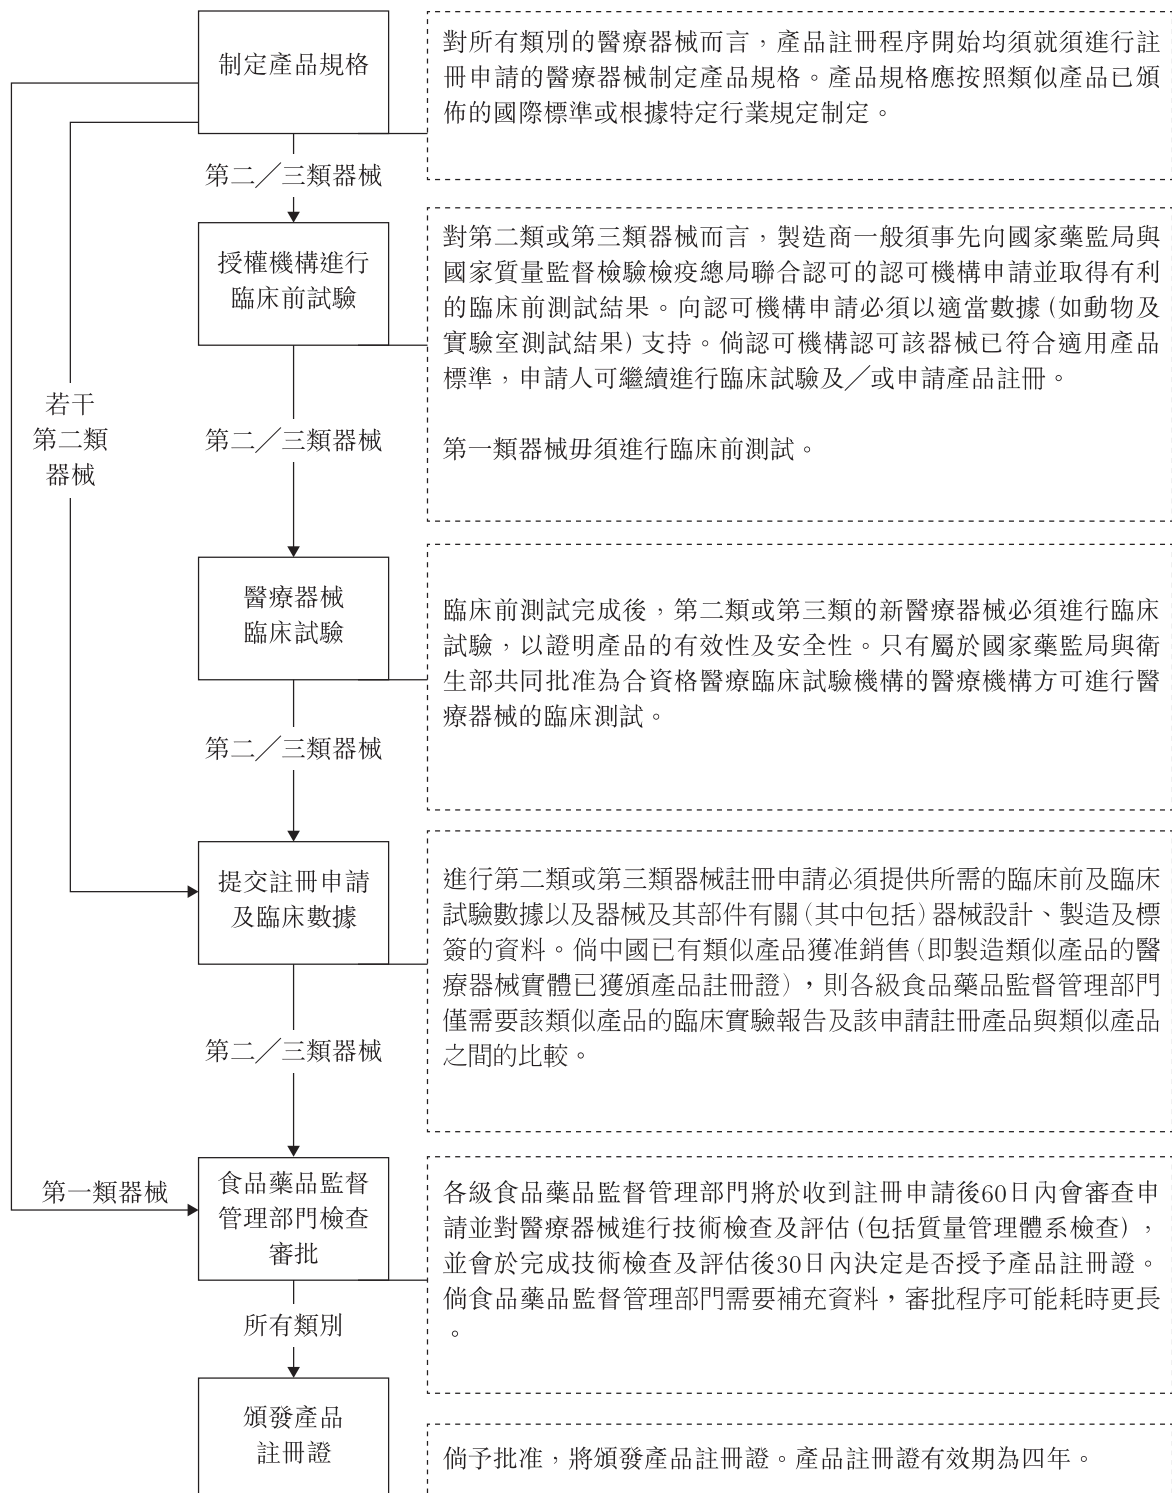 制定產品規格
對所有類別的醫療器械而言，產品註冊程序開始均須就須進行註
冊申請的醫療器械制定產品規格。產品規格應按照類似產品已頒
佈的國際標準或根據特定行業規定制定。
第二／三類器械
授權機構進行
臨床前試驗
對第二類或第三類器械而言，製造商一般須事先向國家藥監局與
國家質量監督檢驗檢疫總局聯合認可的認可機構申請並取得有利
的臨床前測試結果。向認可機構申請必須以適當數據（如動物及
實驗室測試結果）支持。倘認可機構認可該器械已符合適用產品
標準，申請人可繼續進行臨床試驗及／或申請產品註冊。
第一類器械毋須進行臨床前測試。
若干
第二類
器械
第二／三類器械
醫療器械
臨床試驗
臨床前測試完成後，第二類或第三類的新醫療器械必須進行臨床
試驗，以證明產品的有效性及安全性。只有屬於國家藥監局與衛
生部共同批准為合資格醫療臨床試驗機構的醫療機構方可進行醫
療器械的臨床測試。
第二／三類器械
提交註冊申請
及臨床數據
進行第二類或第三類器械註冊申請必須提供所需的臨床前及臨床
試驗數據以及器械及其部件有關（其中包括）器械設計、製造及標
簽的資料。倘中國已有類似產品獲准銷售（即製造類似產品的醫
療器械實體已獲頒產品註冊證），則各級食品藥品監督管理部門
僅需要該類似產品的臨床實驗報告及該申請註冊產品與類似產品
之間的比較。
第二／三類器械
第一類器械
食品藥品監督
管理部門檢查
審批
各級食品藥品監督管理部門將於收到註冊申請後60日內會審查申
請並對醫療器械進行技術檢查及評估（包括質量管理體系檢查），
並會於完成技術檢查及評估後30日內決定是否授予產品註冊證。
倘食品藥品監督管理部門需要補充資料，審批程序可能耗時更長
。
所有類別
頒發產品
註冊證
倘予批准，將頒發產品註冊證。產品註冊證有效期為四年。